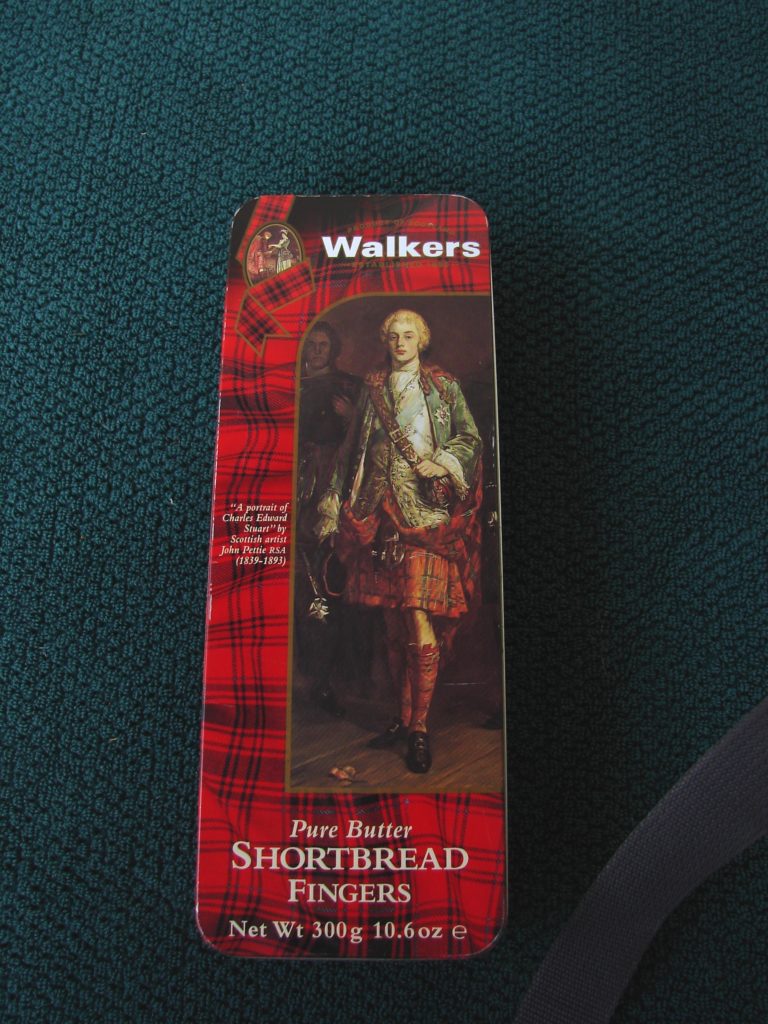 Walkers
"A portrait of
Charles Edward
Stuart" by
Scottish artist
John Pettie RSA
(1839-1893)
Pure Butter
SHORTBREAD
FINGERS
Net Wt 300g 10.6oz ℮